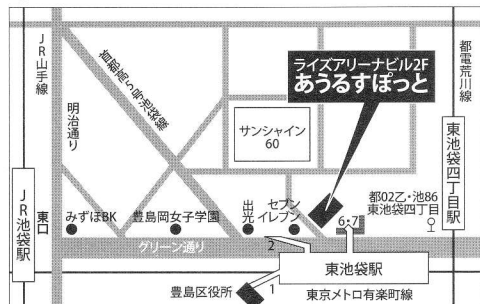 JR山手線
明治通り
首都高5号池袋線
ライズアリーナビル2F
あうるすぽっと
都電荒川線
サンシャイン
60
東池袋四丁目駅
都02乙・池86
東池袋四丁目
JR池袋駅
東口
みずほBK
豊島岡女子学園
出光
セブン
イレブン
6・7
グリーン通り
2
東池袋駅
1
豊島区役所
東京メトロ有楽町線